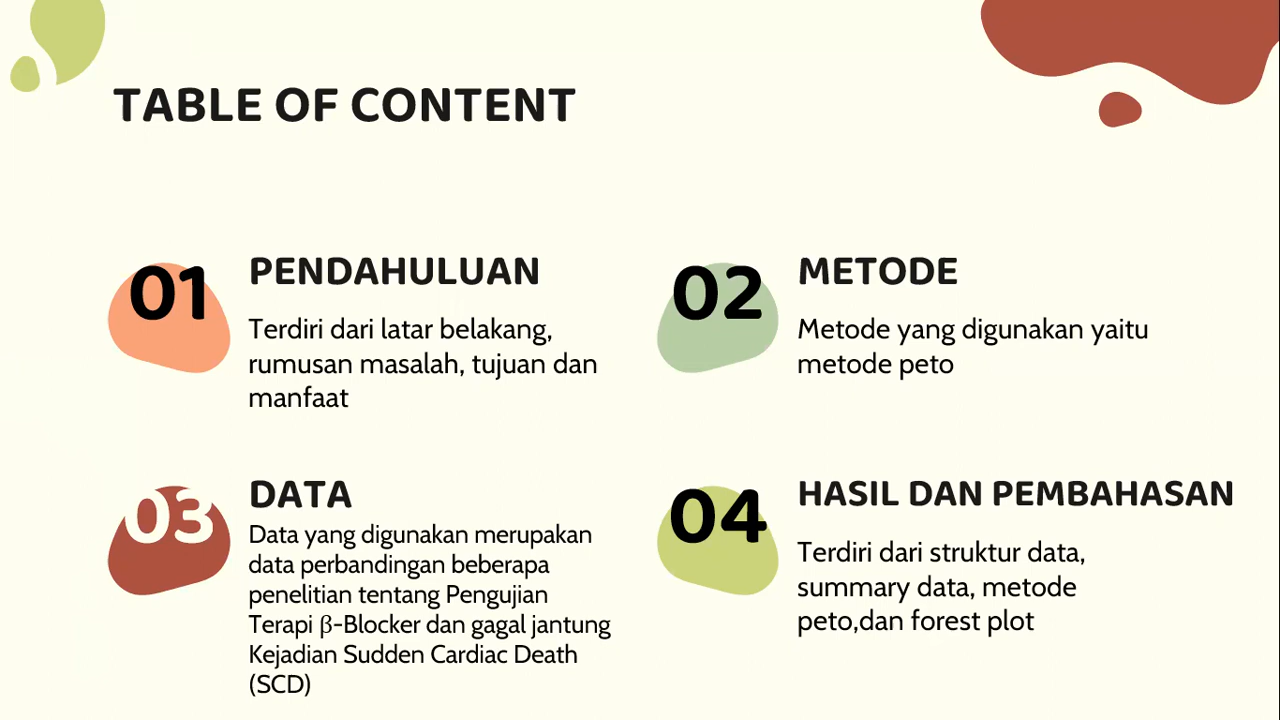 TABLE OF CONTENT
01
PENDAHULUAN
Terdiri dari latar belakang,
rumusan masalah, tujuan dan
manfaat
02
METODE
Metode yang digunakan yaitu
metode peto
03
DATA
Data yang digunakan merupakan
data perbandingan beberapa
penelitian tentang Pengujian
Terapi β-Blocker dan gagal jantung
Kejadian Sudden Cardiac Death
(SCD)
04
HASIL DAN PEMBAHASAN
Terdiri dari struktur data,
summary data, metode
peto,dan forest plot